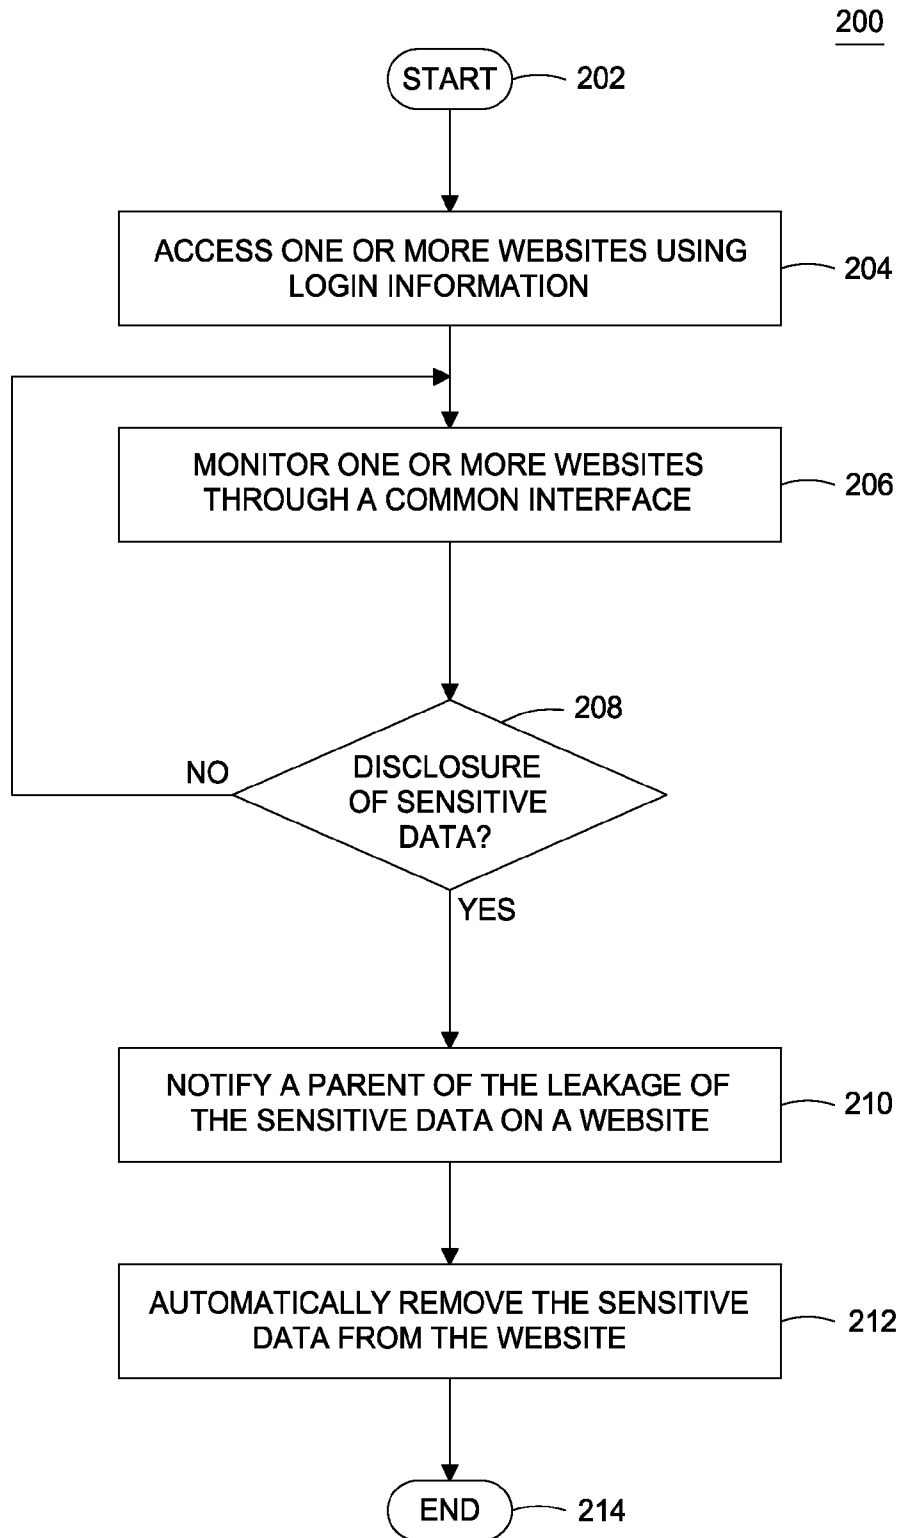 200
START
202
ACCESS ONE OR MORE WEBSITES USING
LOGIN INFORMATION
204
MONITOR ONE OR MORE WEBSITES
THROUGH A COMMON INTERFACE
206
208
NO
DISCLOSURE
OF SENSITIVE
DATA?
YES
NOTIFY A PARENT OF THE LEAKAGE OF
THE SENSITIVE DATA ON A WEBSITE
210
AUTOMATICALLY REMOVE THE SENSITIVE
DATA FROM THE WEBSITE
212
END
214